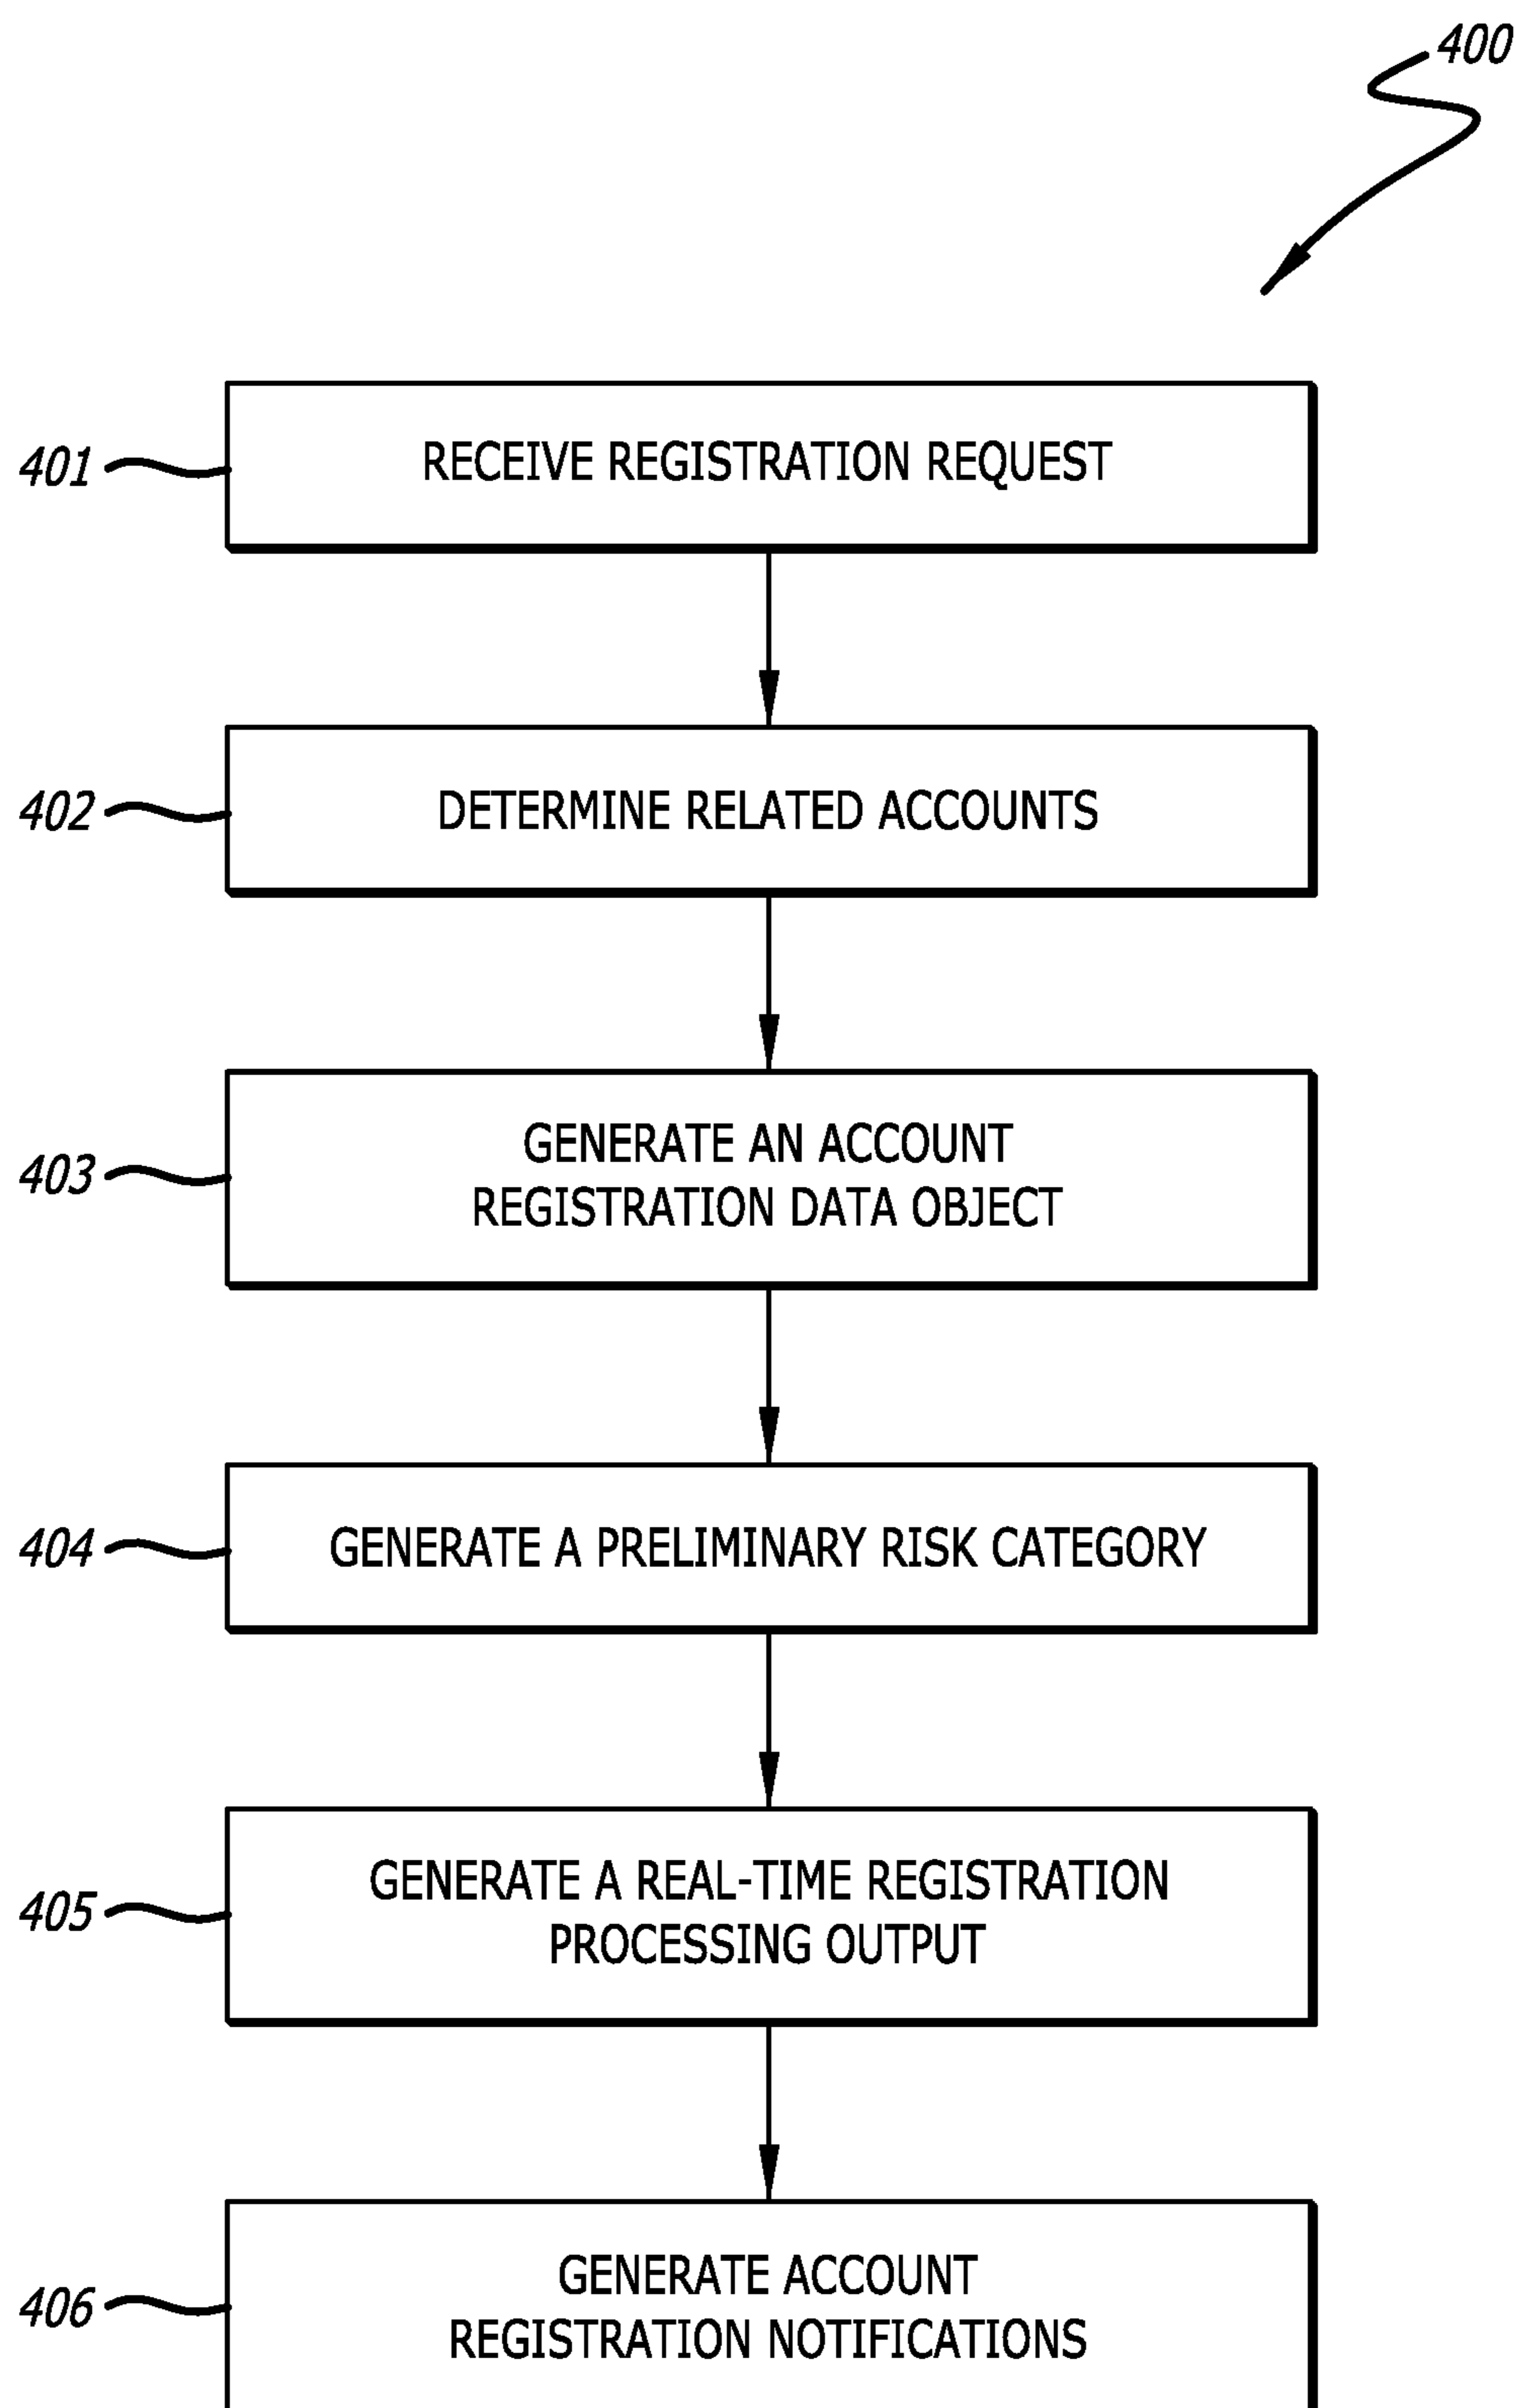 400
401
RECEIVE REGISTRATION REQUEST
402
DETERMINE RELATED ACCOUNTS
403
GENERATE AN ACCOUNT
REGISTRATION DATA OBJECT
404
GENERATE A PRELIMINARY RISK CATEGORY
405
GENERATE A REAL-TIME REGISTRATION
PROCESSING OUTPUT
406
GENERATE ACCOUNT
REGISTRATION NOTIFICATIONS